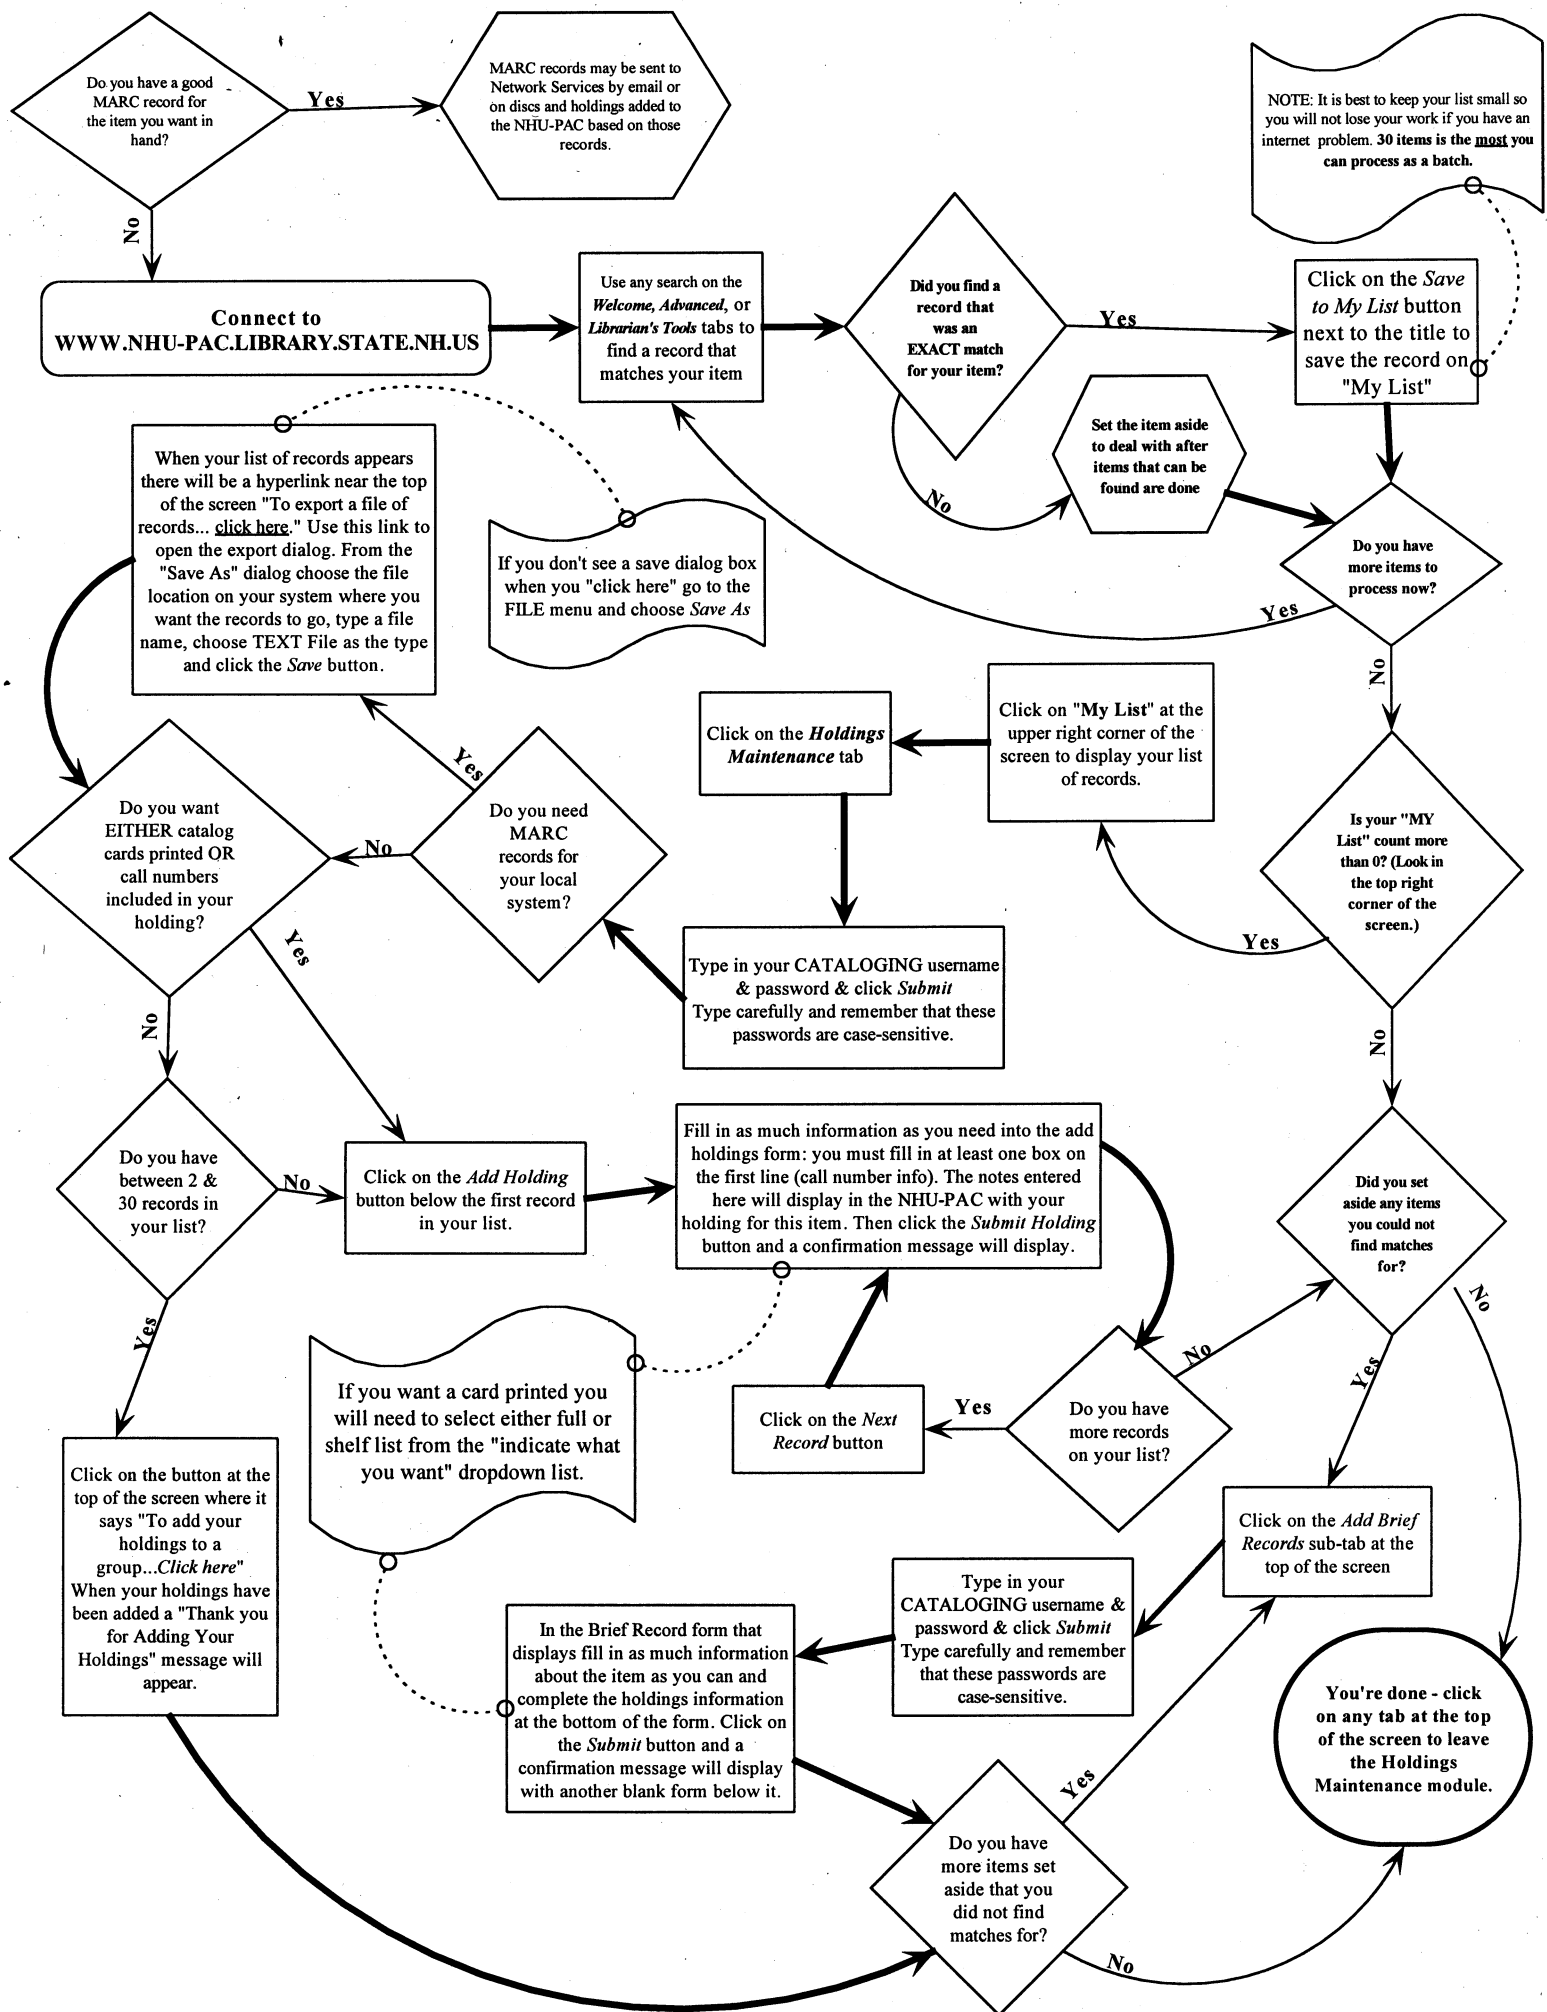 Do you have a good
MARC record for
the item you want in
hand?
Yes
MARC records may be sent to
Network Services by email or
on discs and holdings added to
the NHU-PAC based on those
records.
NOTE: It is best to keep your list small so
you will not lose your work if you have an
internet problem. 30 items is the most you
can process as a batch.
No
Connect to
WWW.NHU-PAC.LIBRARY.STATE.NH.US
Use any search on the
Welcome, Advanced, or
Librarian's Tools tabs to
find a record that
matches your item
Did you find a
record that
was an
EXACT match
for your item?
Yes
Click on the Save
to My List button
next to the title to
save the record on
"My List"
No
Set the item aside
to deal with after
items that can be
found are done
Do you have
more items to
process now?
Yes
No
When your list of records appears
there will be a hyperlink near the top
of the screen "To export a file of
records... click here." Use this link to
open the export dialog. From the
"Save As" dialog choose the file
location on your system where you
want the records to go, type a file
name, choose TEXT File as the type
and click the Save button.
If you don't see a save dialog box
when you "click here" go to the
FILE menu and choose Save As
Click on the Holdings
Maintenance tab
Click on "My List" at the
upper right corner of the
screen to display your list
of records.
Is your "MY
List" count more
than 0? (Look in
the top right
corner of the
screen.)
Yes
No
Do you want
EITHER catalog
cards printed OR
call numbers
included in your
holding?
No
Yes
Do you need
MARC
records for
your local
system?
Type in your CATALOGING username
& password & click Submit
Type carefully and remember that these
passwords are case-sensitive.
Yes
No
Do you have
between 2 &
30 records in
your list?
No
Click on the Add Holding
button below the first record
in your list.
Fill in as much information as you need into the add
holdings form: you must fill in at least one box on
the first line (call number info). The notes entered
here will display in the NHU-PAC with your
holding for this item. Then click the Submit Holding
button and a confirmation message will display.
Did you set
aside any items
you could not
find matches
for?
No
Yes
Yes
If you want a card printed you
will need to select either full or
shelf list from the "indicate what
you want" dropdown list.
Click on the Next
Record button
Yes
Do you have
more records
on your list?
No
Click on the button at the
top of the screen where it
says "To add your
holdings to a
group...Click here"
When your holdings have
been added a "Thank you
for Adding Your
Holdings" message will
appear.
In the Brief Record form that
displays fill in as much information
about the item as you can and
complete the holdings information
at the bottom of the form. Click on
the Submit button and a
confirmation message will display
with another blank form below it.
Type in your
CATALOGING username &
password & click Submit
Type carefully and remember
that these passwords are
case-sensitive.
Click on the Add Brief
Records sub-tab at the
top of the screen
You're done - click
on any tab at the top
of the screen to leave
the Holdings
Maintenance module.
Yes
Do you have
more items set
aside that you
did not find
matches for?
No